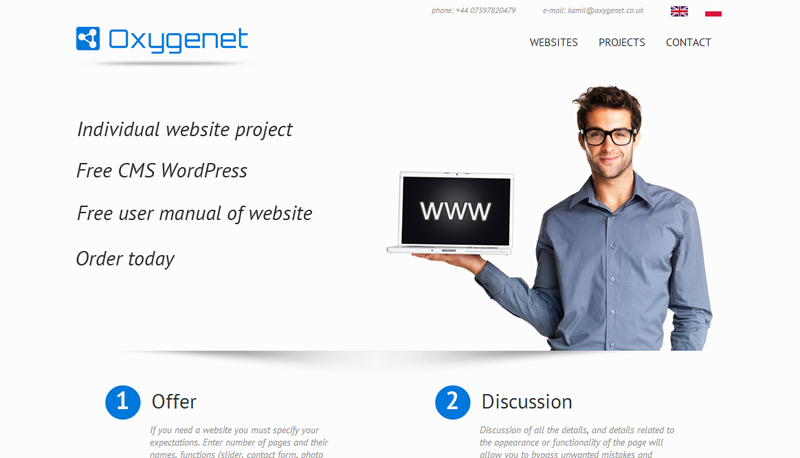 phone: +44 07597820479 e-mail: kamil@oxygenet.co.uk
Oxygenet
WEBSITES PROJECTS CONTACT
Individual website project
Free CMS WordPress
Free user manual of website
Order today
WWW
1 Offer
If you need a website you must specify your
expectations. Enter number of pages and their
names, functions (slider, contact form, photo
2 Discussion
Discussion of all the details, and details related to
the appearance or functionality of the page will
allow you to bypass unwanted mistakes and